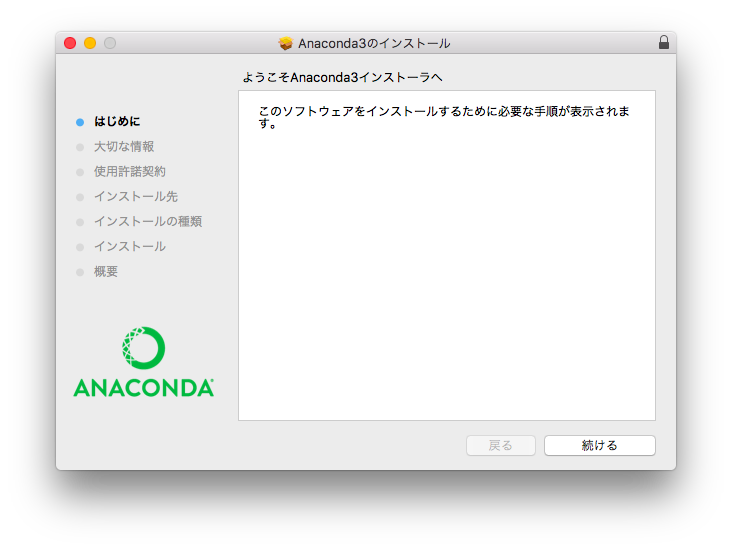 Anaconda3のインストール
ようこそAnaconda3インストーラへ
はじめに
大切な情報
使用許諾契約
インストール先
インストールの種類
インストール
概要
このソフトウェアをインストールするために必要な手順が表示されま
す。
ANACONDA®
戻る
続ける